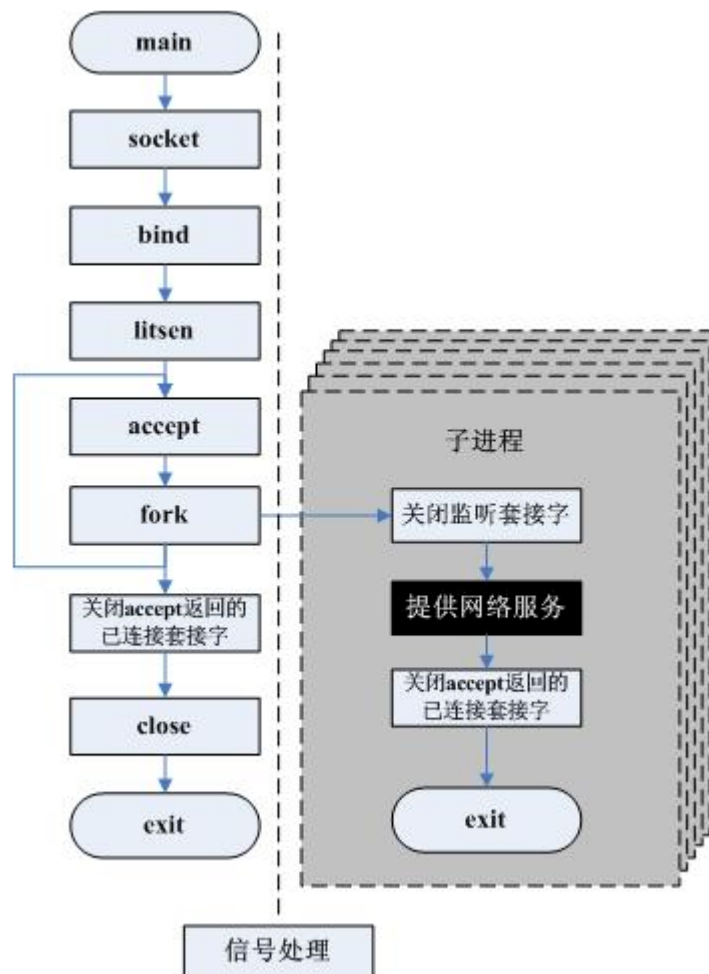 main
socket
bind
litsen
accept
fork
关闭accept返回的
已连接套接字
close
exit
子进程
关闭监听套接字
提供网络服务
关闭accept返回的
已连接套接字
exit
信号处理